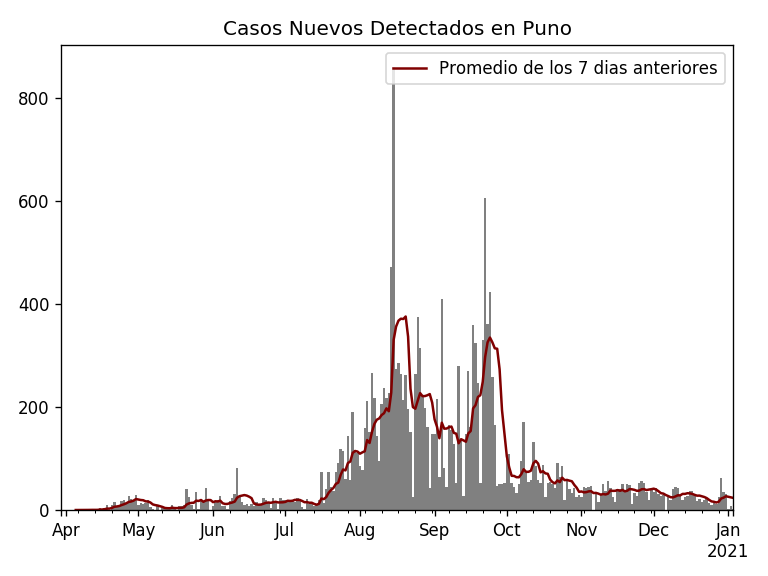 Casos Nuevos Detectados en Puno
Promedio de los 7 dias anteriores
800
600
400
200
0
Apr May Jun Jul Aug Sep Oct Nov Dec Jan
2021